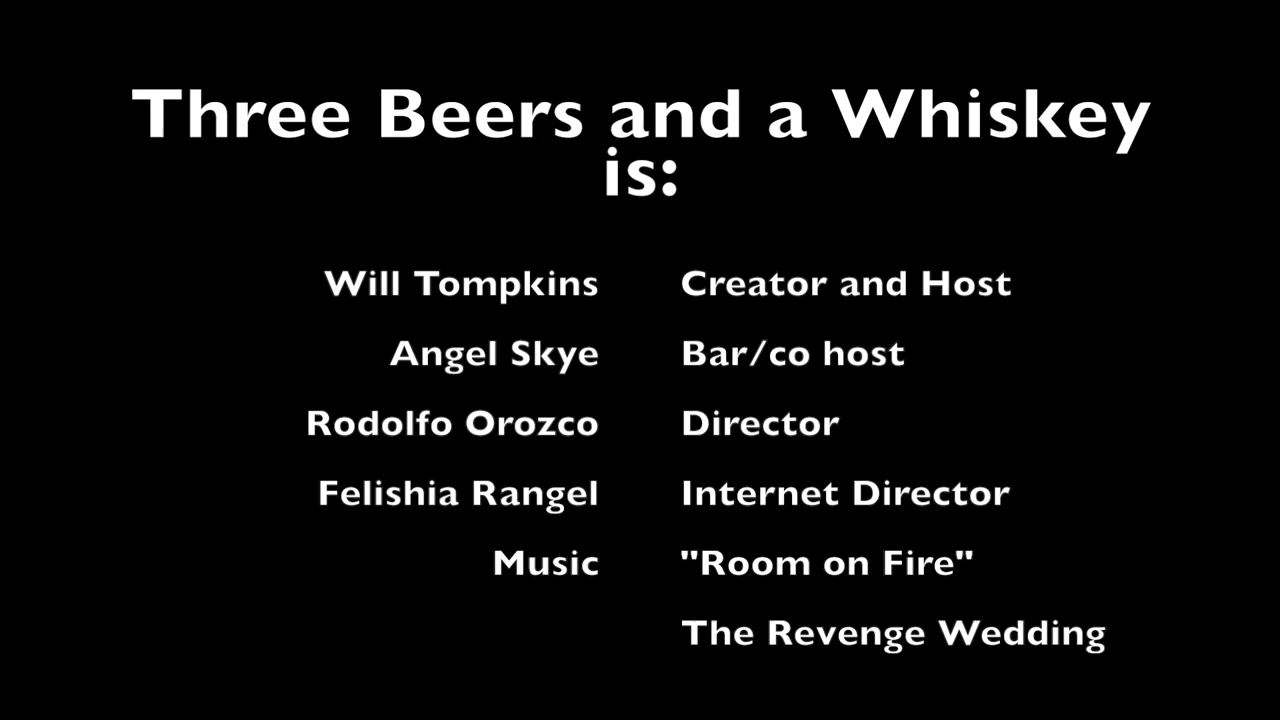 Three Beers and a Whiskey
is:
Will Tompkins Creator and Host
Angel Skye Bar/co host
Rodolfo Orozco Director
Felishia Rangel Internet Director
Music "Room on Fire"
The Revenge Wedding